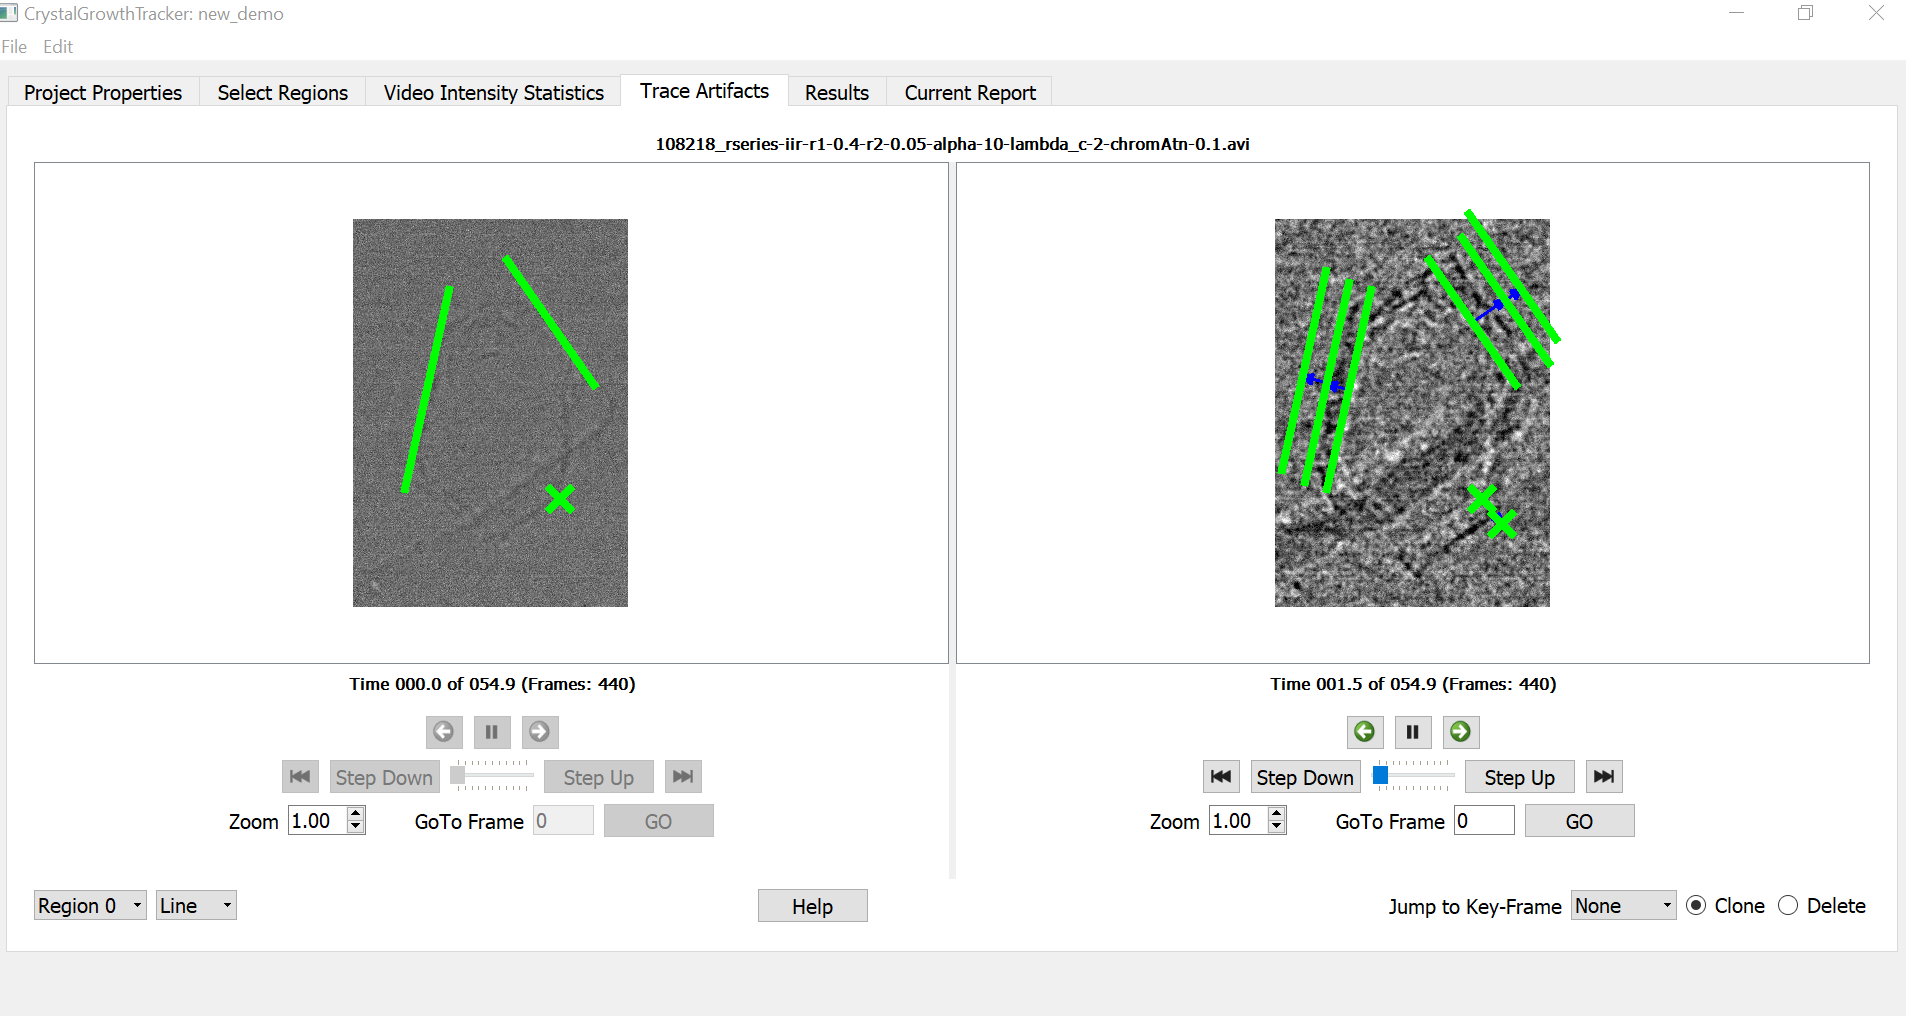 CrystalGrowthTracker: new_demo
File Edit
Project Properties Select Regions Video Intensity Statistics Trace Artifacts Results Current Report
108218_rseries-iir-r1-0.4-r2-0.05-alpha-10-lambda_c-2-chromAtn-0.1.avi
Time 000.0 of 054.9 (Frames: 440)
Step Down Step Up
Zoom 1.00 GoTo Frame 0 GO
Time 001.5 of 054.9 (Frames: 440)
Step Down Step Up
Zoom 1.00 GoTo Frame 0 GO
Region 0 Line Help Jump to Key-Frame None Clone Delete